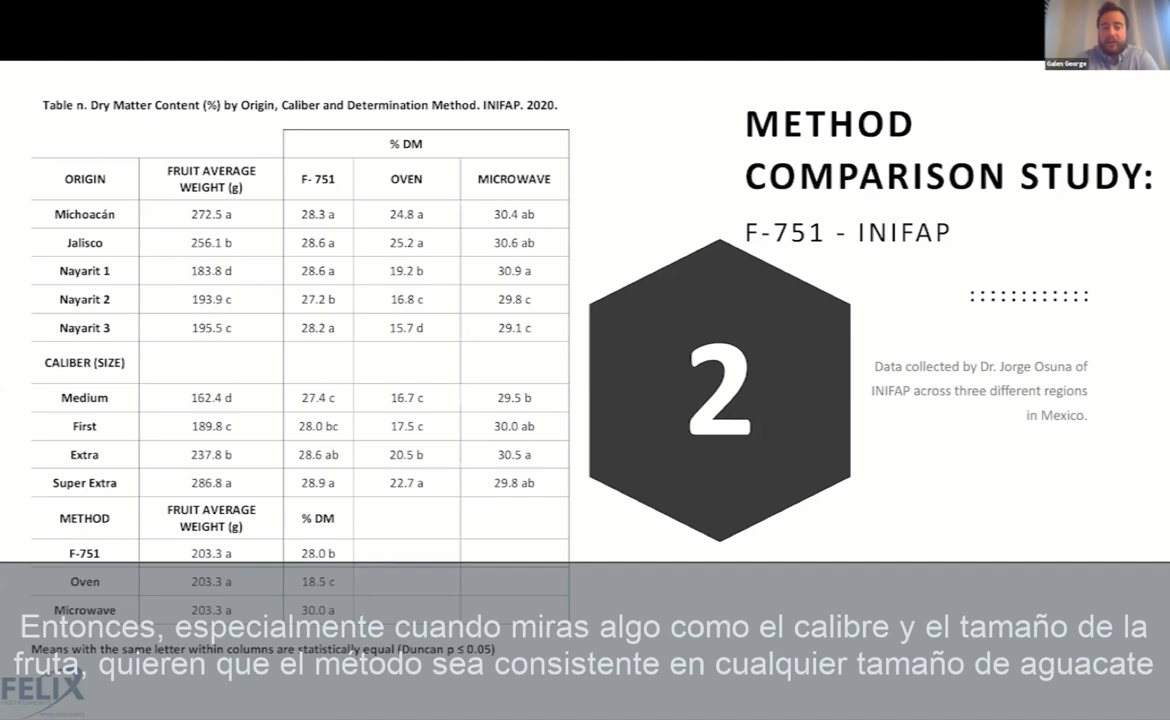 Galen George
Table n. Dry Matter Content (%) by Origin, Caliber and Determination Method. INIFAP. 2020.
% DM
ORIGIN FRUIT AVERAGE WEIGHT (g) F- 751 OVEN MICROWAVE
Michoacán 272.5 a 28.3 a 24.8 a 30.4 ab
Jalisco 256.1 b 28.6 a 25.2 a 30.6 ab
Nayarit 1 183.8 d 28.6 a 19.2 b 30.9 a
Nayarit 2 193.9 c 27.2 b 16.8 c 29.8 c
Nayarit 3 195.5 c 28.2 a 15.7 d 29.1 c
CALIBER (SIZE)
Medium 162.4 d 27.4 c 16.7 c 29.5 b
First 189.8 c 28.0 bc 17.5 c 30.0 ab
Extra 237.8 b 28.6 ab 20.5 b 30.5 a
Super Extra 286.8 a 28.9 a 22.7 a 29.8 ab
METHOD FRUIT AVERAGE WEIGHT (g) % DM
F-751 203.3 a 28.0 b
Oven 203.3 a 18.5 c
Microwave 203.3 a 30.0 a
Means with the same letter within columns are statistically equal (Duncan p ≤ 0.05)
METHOD
COMPARISON STUDY:
F-751 - INIFAP
2
Data collected by Dr. Jorge Osuna of
INIFAP across three different regions
in Mexico.
Entonces, especialmente cuando miras algo como el calibre y el tamaño de la
fruta, quieren que el método sea consistente en cualquier tamaño de aguacate
FELIX
INSTRUMENTS